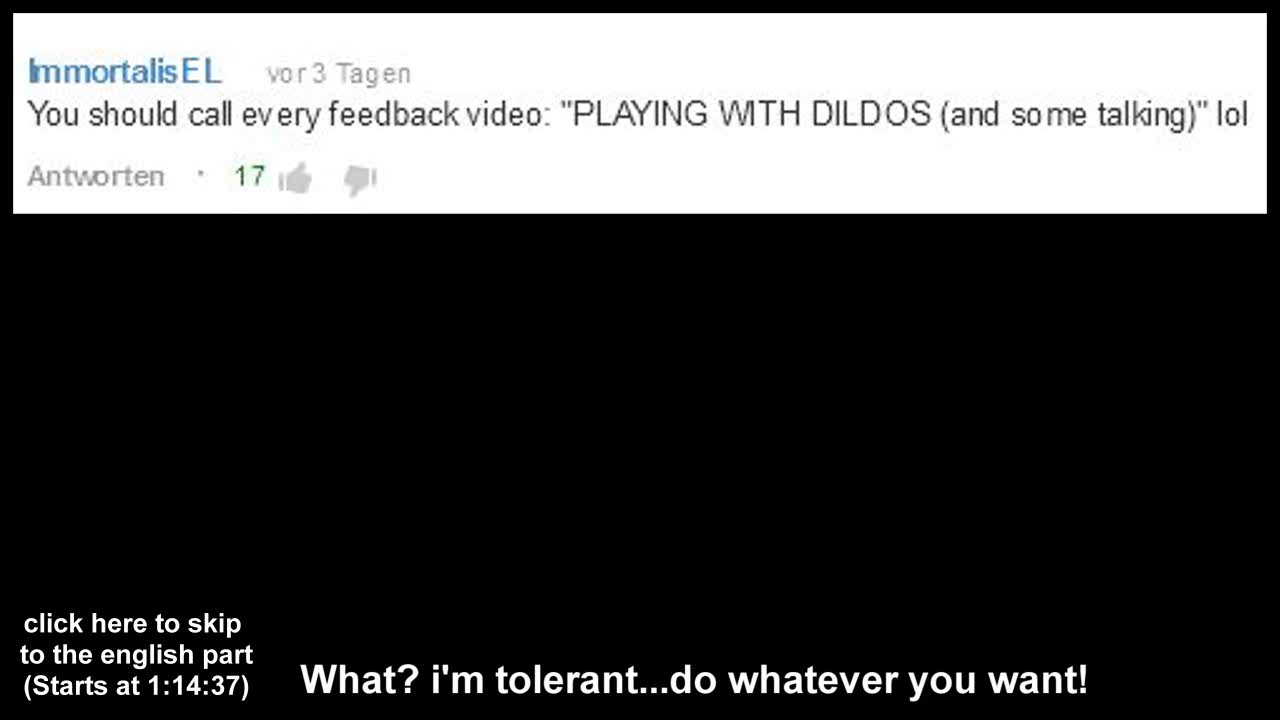 ImmortalisEL vor 3 Tagen
You should call every feedback video: "PLAYING WITH DILDOS (and some talking)" lol
Antworten · 17
click here to skip
to the english part
(Starts at 1:14:37)
What? i'm tolerant...do whatever you want!